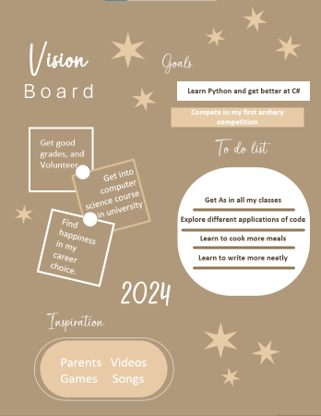 Vision
Board
Goals
Learn Python and get better at C#
Compete in my first archery
competition
To do list
Get good
grades, and
Volunteer
Get into
computer
science course
in university
Find
happiness
in my
career
choice.
Get As in all my classes
Explore different applications of code
Learn to cook more meals
Learn to write more neatly
2024
Inspiration
Parents Videos
Games Songs